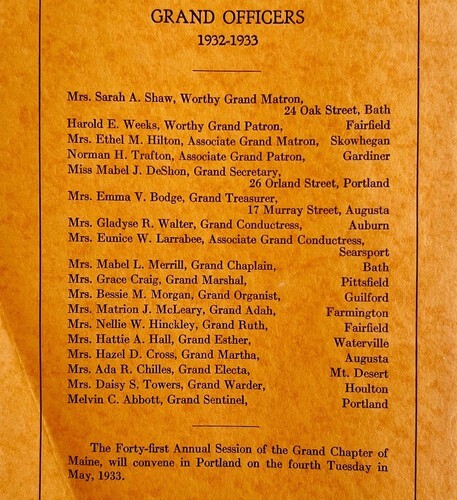 GRAND OFFICERS
1932-1933
Mrs. Sarah A. Shaw, Worthy Grand Matron,
24 Oak Street, Bath
Harold E. Weeks, Worthy Grand Patron, Fairfield
Mrs. Ethel M. Hilton, Associate Grand Matron, Skowhegan
Norman H. Trafton, Associate Grand Patron, Gardiner
Miss Mabel J. DeShon, Grand Secretary,
26 Orland Street, Portland
Mrs. Emma V. Bodge, Grand Treasurer,
17 Murray Street, Augusta
Mrs. Gladyse R. Walter, Grand Conductress, Auburn
Mrs. Eunice W. Larrabee, Associate Grand Conductress,
Searsport
Mrs. Mabel L. Merrill, Grand Chaplain, Bath
Mrs. Grace Craig, Grand Marshal, Pittsfield
Mrs. Bessie M. Morgan, Grand Organist, Guilford
Mrs. Matrion J. McLeary, Grand Adah, Farmington
Mrs. Nellie W. Hinckley, Grand Ruth, Fairfield
Mrs. Hattie A. Hall, Grand Esther, Waterville
Mrs. Hazel D. Cross, Grand Martha, Augusta
Mrs. Ada R. Chilles, Grand Electa, Mt. Desert
Mrs. Daisy S. Towers, Grand Warder, Houlton
Melvin C. Abbott, Grand Sentinel, Portland
The Forty-first Annual Session of the Grand Chapter of
Maine, will convene in Portland on the fourth Tuesday in
May, 1933.